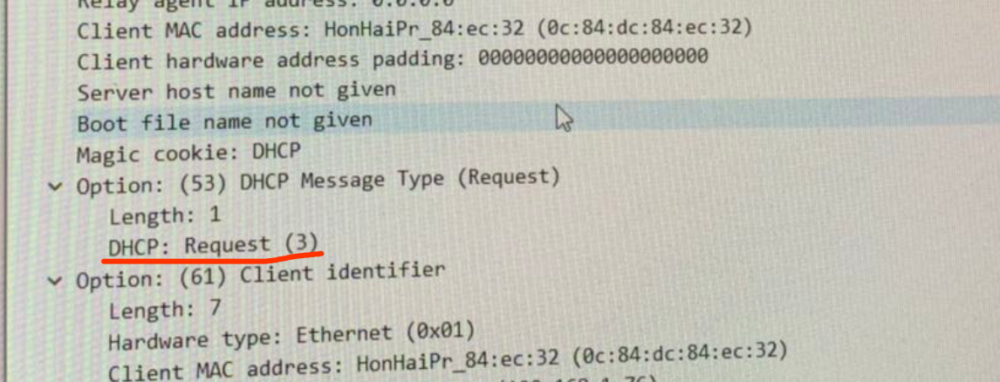 Relay agent IP address: 0.0.0.0
Client MAC address: HonHaiPr_84:ec:32 (0c:84:dc:84:ec:32)
Client hardware address padding: 00000000000000000000
Server host name not given
Boot file name not given
Magic cookie: DHCP
Option: (53) DHCP Message Type (Request)
Length: 1
DHCP: Request (3)
Option: (61) Client identifier
Length: 7
Hardware type: Ethernet (0x01)
Client MAC address: HonHaiPr_84:ec:32 (0c:84:dc:84:ec:32)